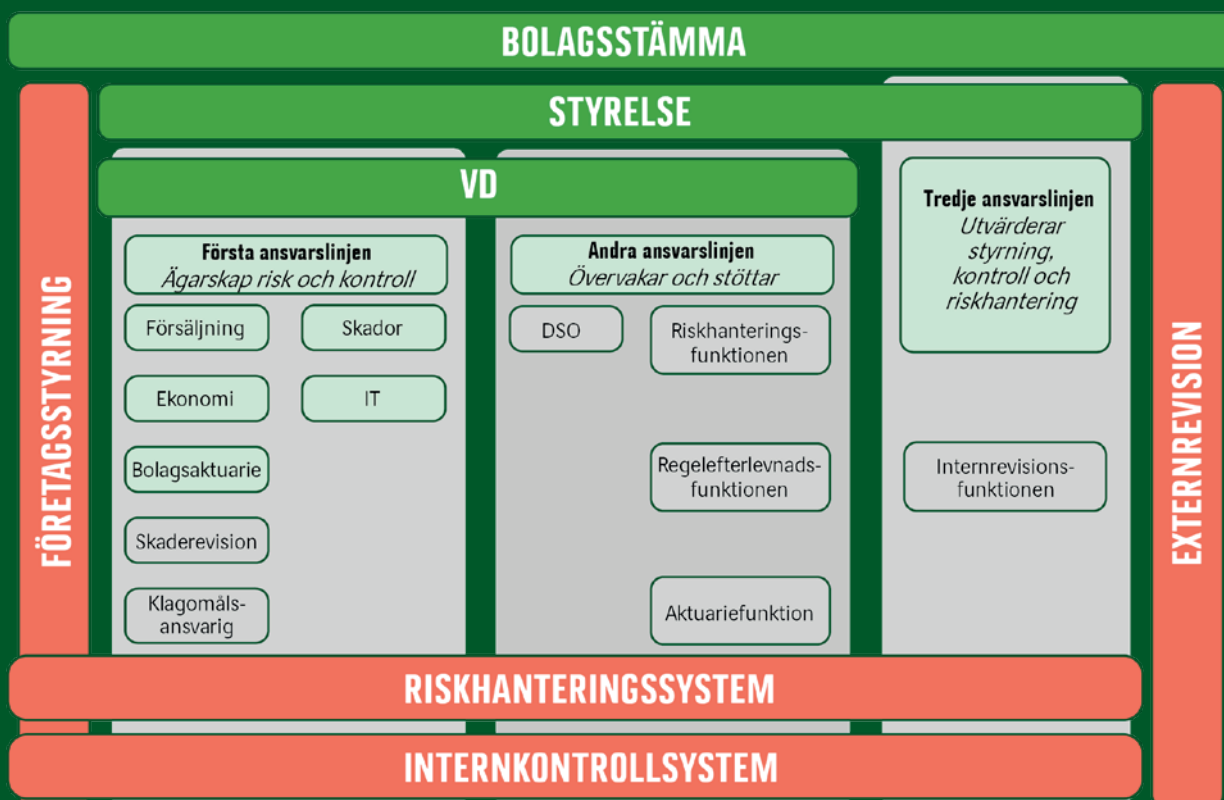 BOLAGSSTÄMMA
STYRELSE
VD
FÖRETAGSSTYRNING
Första ansvarslinjen
Ägarskap risk och kontroll
Försäljning
Skador
Ekonomi
IT
Bolagsaktuarie
Skaderevision
Klagomåls-
ansvarig
Andra ansvarslinjen
Övervakar och stöttar
DSO
Riskhanterings-
funktionen
Regelefterlevnads-
funktionen
Aktuariefunktion
Tredje ansvarslinjen
Utvärderar
styrning,
kontroll och
riskhantering
Internrevisions-
funktionen
EXTERNREVISION
RISKHANTERINGSSYSTEM
INTERNKONTROLLSYSTEM